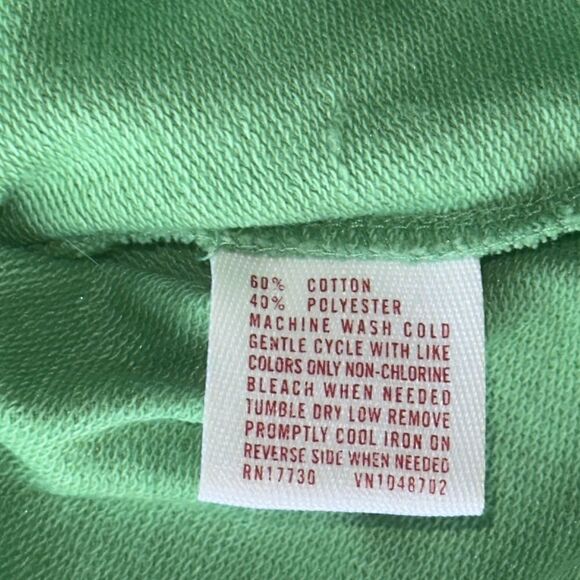 60% COTTON
40% POLYESTER
MACHINE WASH COLD
GENTLE CYCLE WITH LIKE
COLORS ONLY NON-CHLORINE
BLEACH WHEN NEEDED
TUMBLE DRY LOW REMOVE
PROMPTLY COOL IRON ON
REVERSE SIDE WHEN NEEDED
RN17730 VN1048702